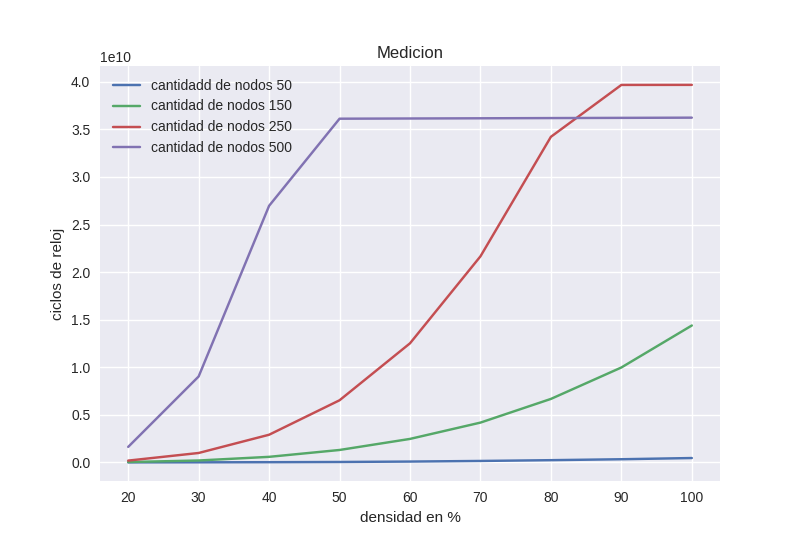 Medicion
1e10
cantidadd de nodos 50
cantidad de nodos 150
cantidad de nodos 250
cantidad de nodos 500
4.0
3.5
3.0
2.5
2.0
1.5
1.0
0.5
0.0
ciclos de reloj
20 30 40 50 60 70 80 90 100
densidad en %